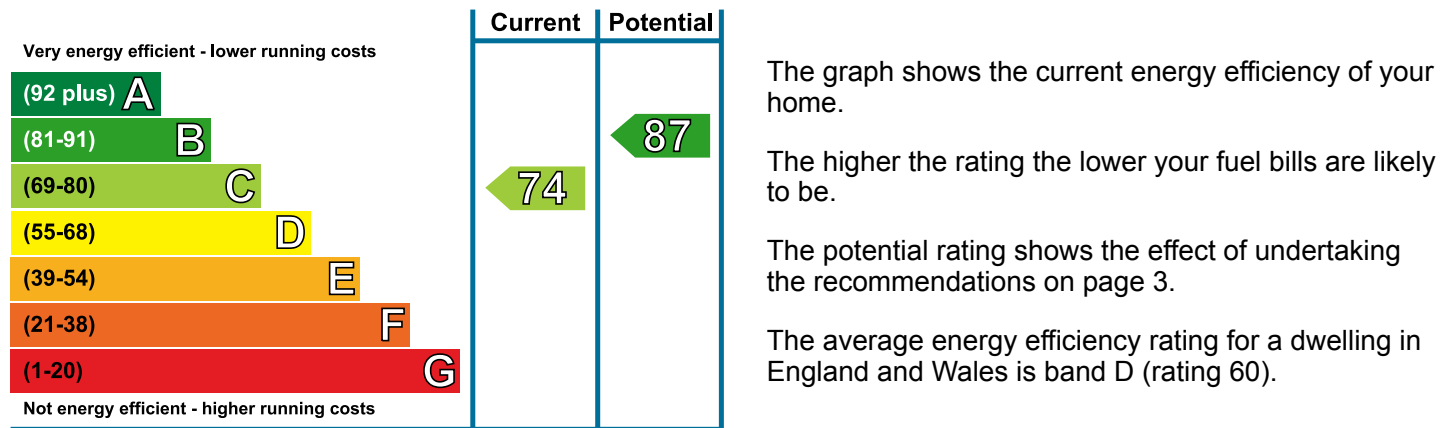 Current Potential
Very energy efficient - lower running costs
(92 plus) A
(81-91) B
87
(69-80) C
74
(55-68) D
(39-54) E
(21-38) F
(1-20) G
Not energy efficient - higher running costs
The graph shows the current energy efficiency of your
home.
The higher the rating the lower your fuel bills are likely
to be.
The potential rating shows the effect of undertaking
the recommendations on page 3.
The average energy efficiency rating for a dwelling in
England and Wales is band D (rating 60).